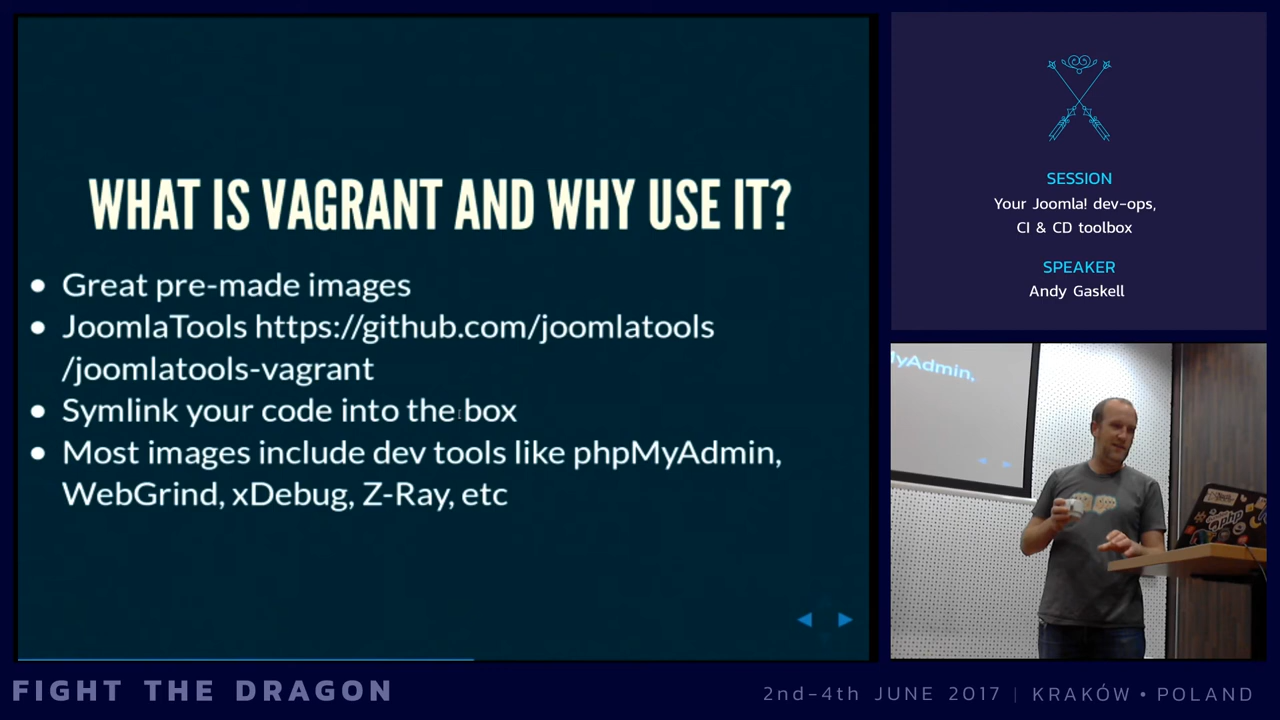 WHAT IS VAGRANT AND WHY USE IT?
• Great pre-made images
• JoomlaTools https://github.com/joomlatools
/joomlatools-vagrant
• Symlink your code into the box
• Most images include dev tools like phpMyAdmin,
WebGrind, xDebug, Z-Ray, etc
SESSION
Your Joomla! dev-ops,
CI & CD toolbox
SPEAKER
Andy Gaskell
MyAdmin,
php
FIGHT THE DRAGON
2nd-4th JUNE 2017 | KRAKÓW • POLAND